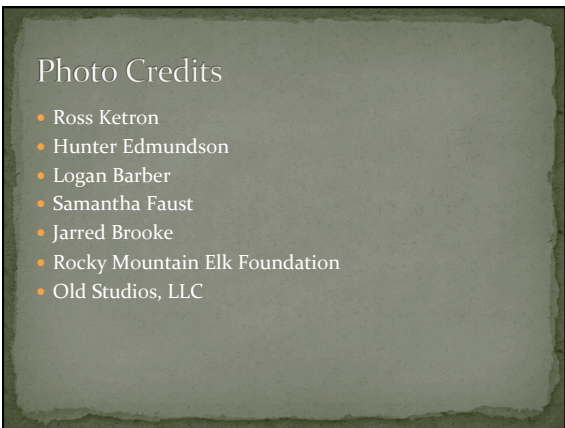 Photo Credits
• Ross Ketron
• Hunter Edmundson
• Logan Barber
• Samantha Faust
• Jarred Brooke
• Rocky Mountain Elk Foundation
• Old Studios, LLC